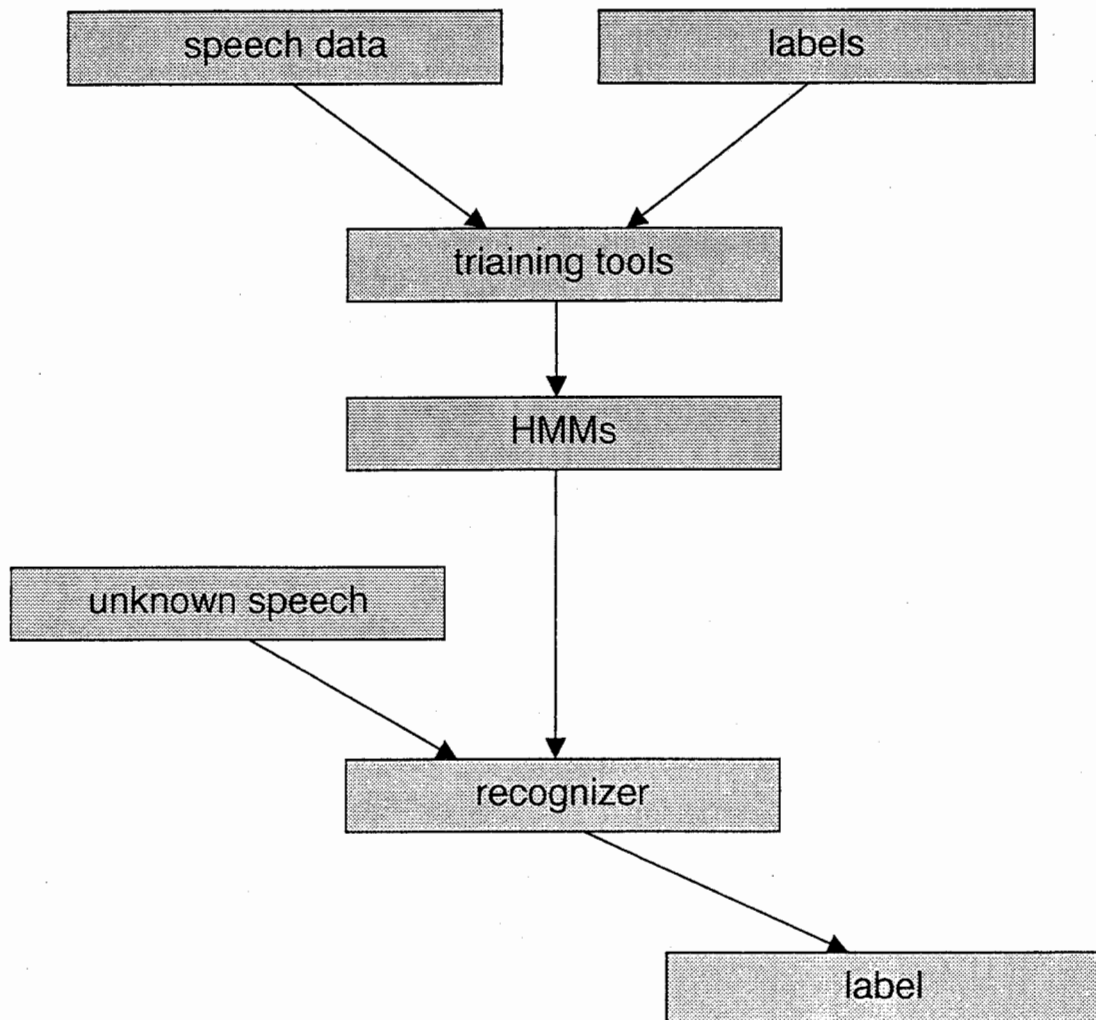 speech data
labels
triaining tools
HMMs
unknown speech
recognizer
label